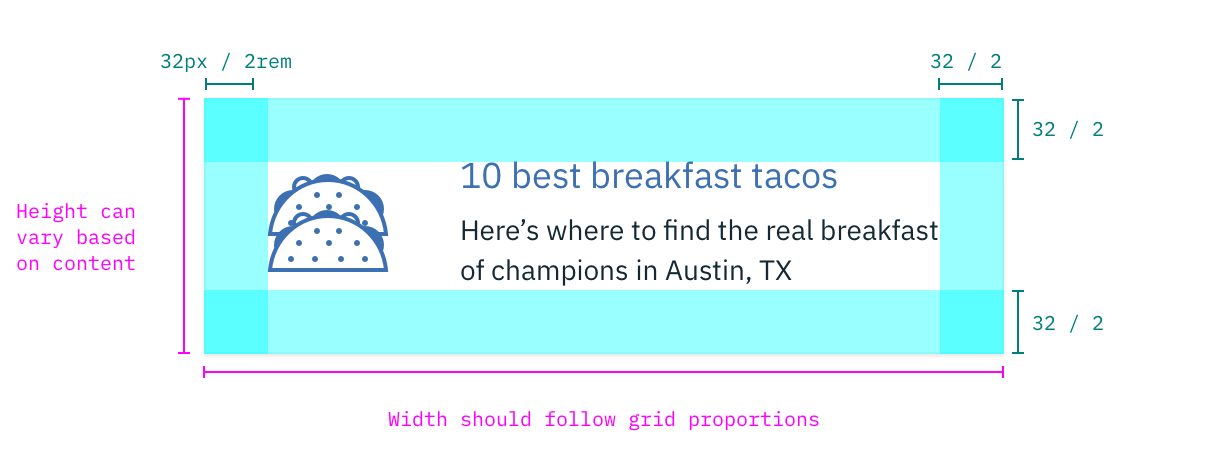 32px / 2rem
32 / 2
32 / 2
10 best breakfast tacos
Height can
vary based
on content
Here’s where to find the real breakfast
of champions in Austin, TX
32 / 2
Width should follow grid proportions